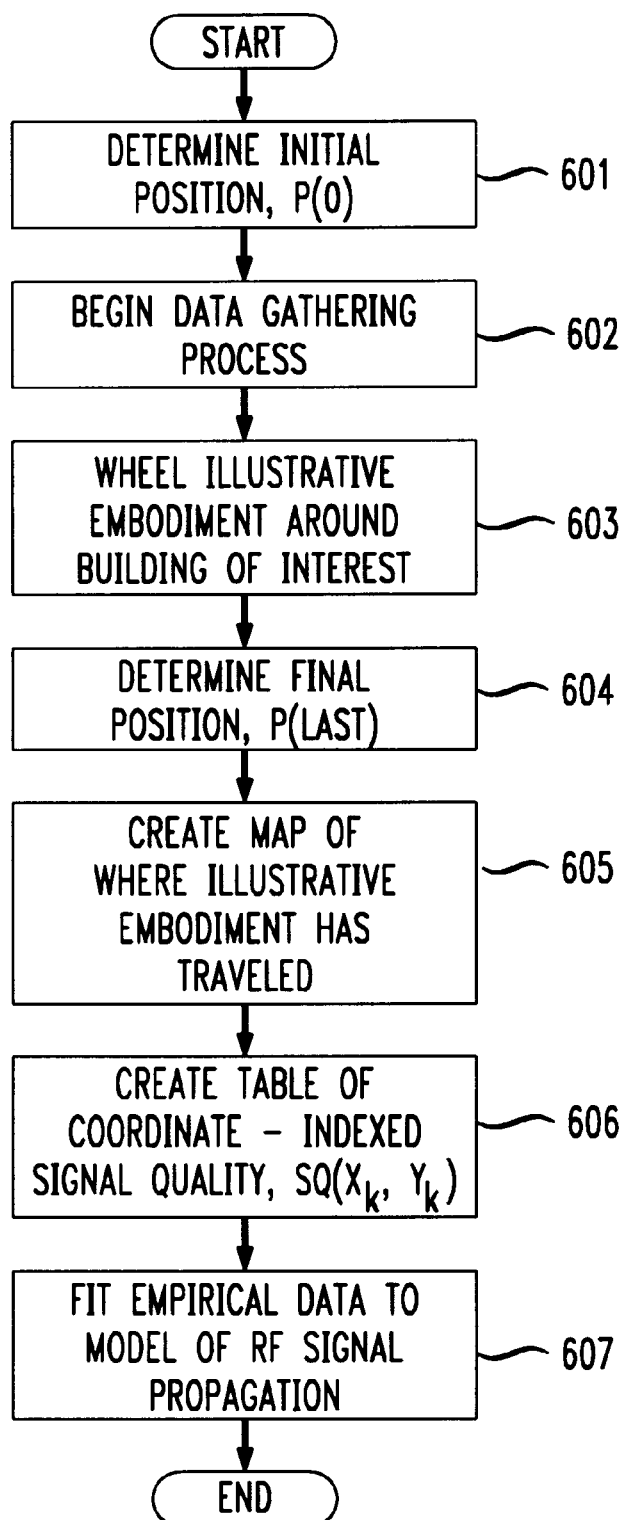 START
DETERMINE INITIAL
POSITION, P(0)
601
BEGIN DATA GATHERING
PROCESS
602
WHEEL ILLUSTRATIVE
EMBODIMENT AROUND
BUILDING OF INTEREST
603
DETERMINE FINAL
POSITION, P(LAST)
604
CREATE MAP OF
WHERE ILLUSTRATIVE
EMBODIMENT HAS
TRAVELED
605
CREATE TABLE OF
COORDINATE – INDEXED
SIGNAL QUALITY, SQ(Xk, Yk)
606
FIT EMPIRICAL DATA TO
MODEL OF RF SIGNAL
PROPAGATION
607
END